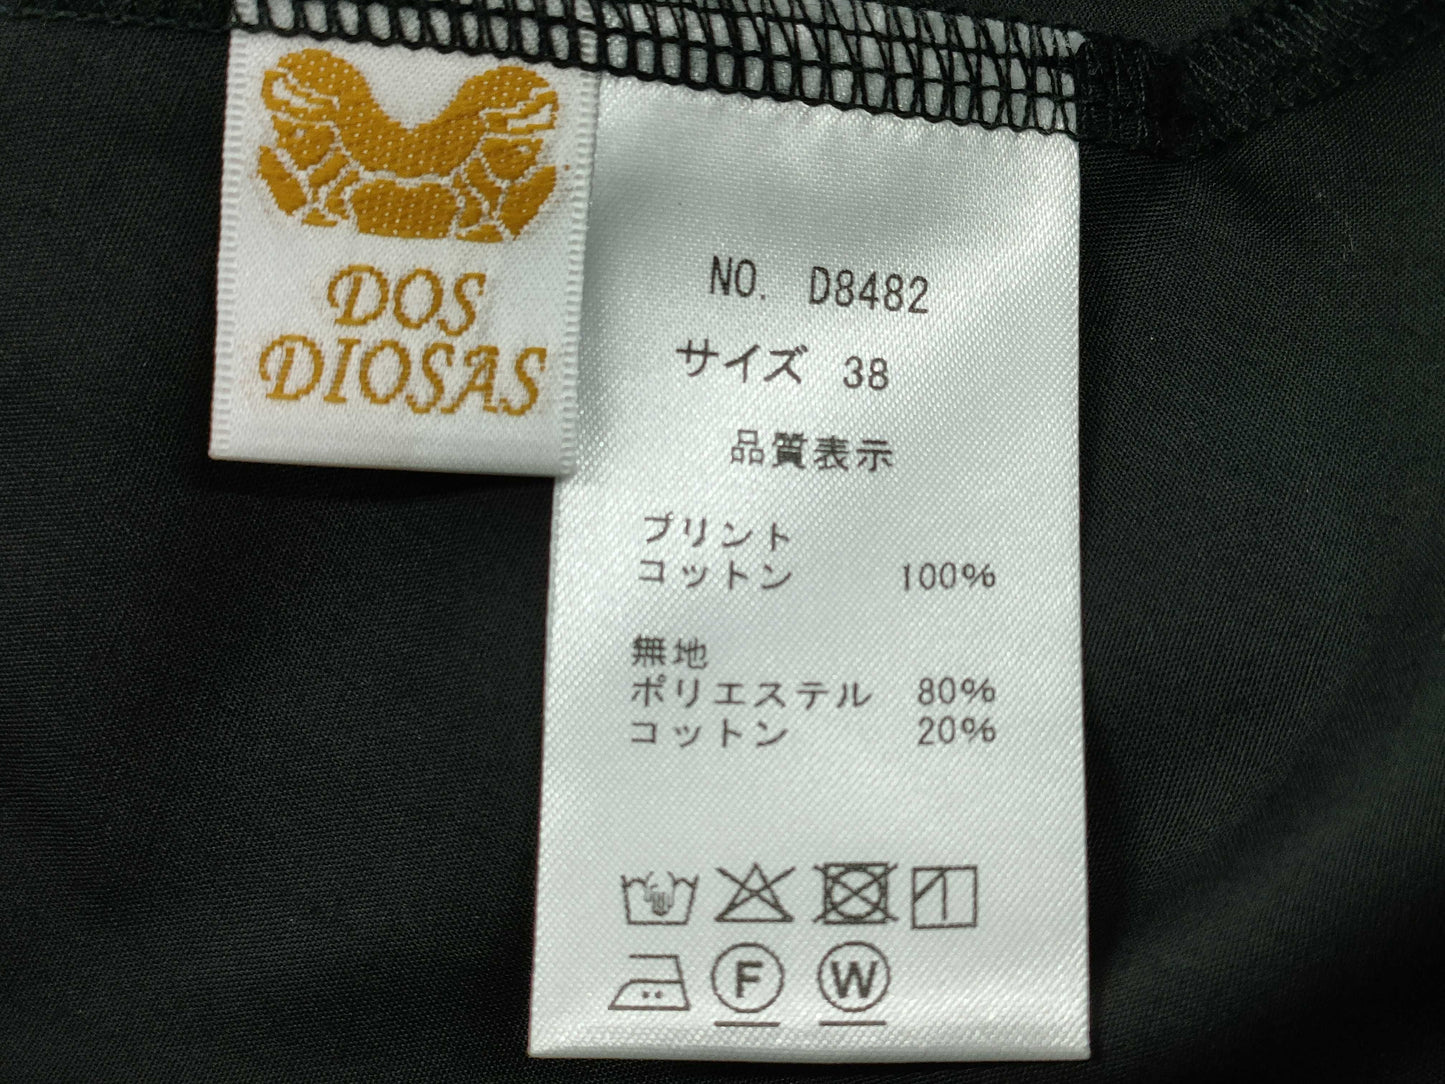 DOS
DIOSAS
NO. D8482
サイズ 38
品質表示
プリント
コットン 100%
無地
ポリエステル 80%
コットン 20%
F W